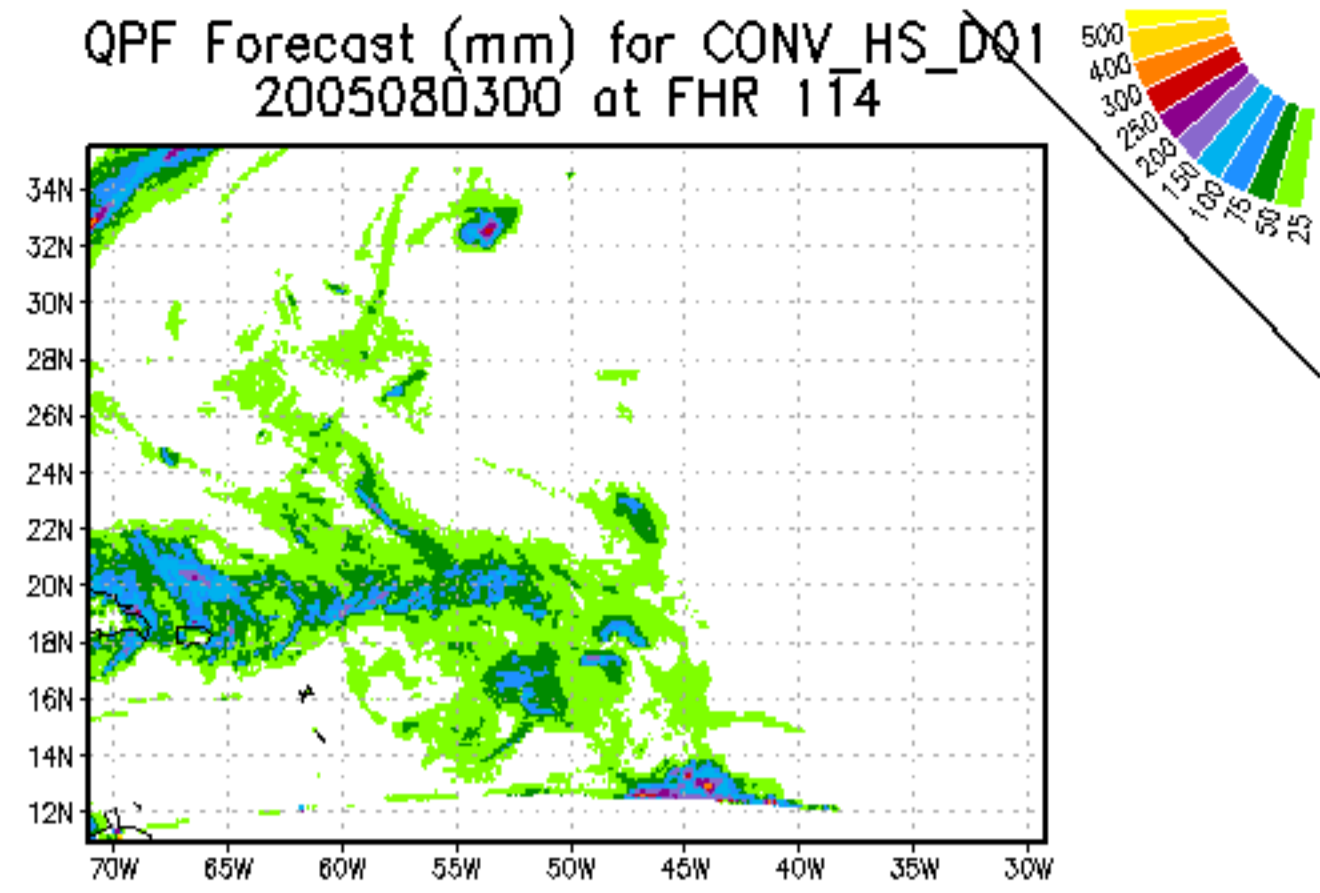 QPF Forecast (mm) for CONV_HS_D01
2005080300 at FHR 114
500
400
300
250
200
150
100
75
50
25
34N
32N
30N
28N
26N
24N
22N
20N
18N
16N
14N
12N
70W 65W 60W 55W 50W 45W 40W 35W 30W